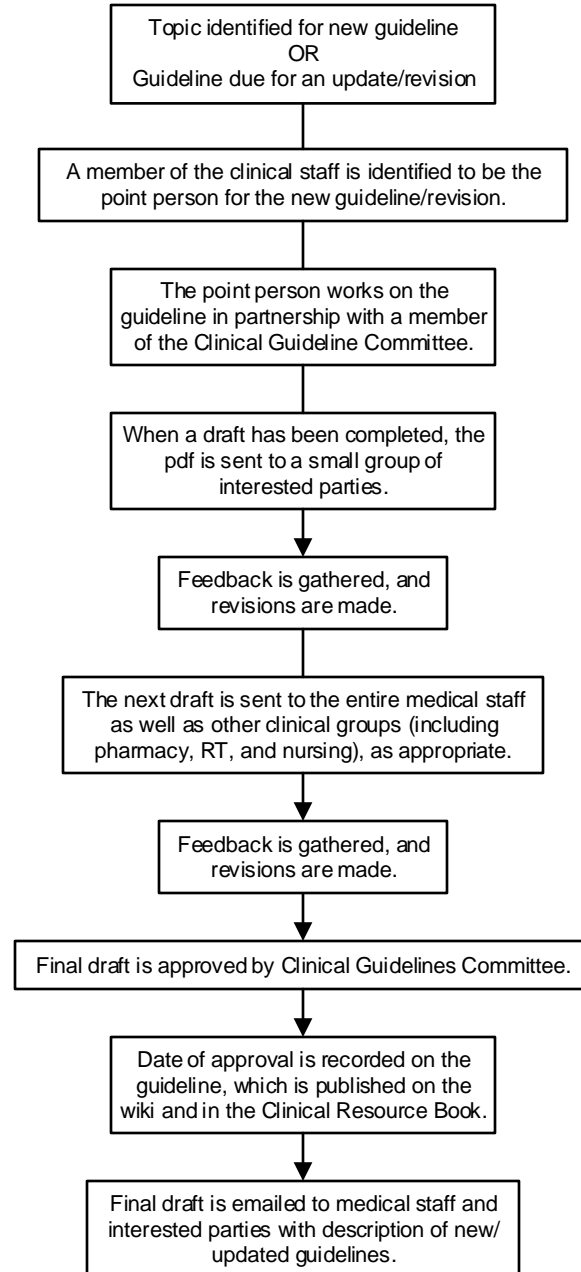 Topic identified for new guideline
OR
Guideline due for an update/revision
A member of the clinical staff is identified to be the
point person for the new guideline/revision.
The point person works on the
guideline in partnership with a member
of the Clinical Guideline Committee.
When a draft has been completed, the
pdf is sent to a small group of
interested parties.
Feedback is gathered, and
revisions are made.
The next draft is sent to the entire medical staff
as well as other clinical groups (including
pharmacy, RT, and nursing), as appropriate.
Feedback is gathered, and
revisions are made.
Final draft is approved by Clinical Guidelines Committee.
Date of approval is recorded on the
guideline, which is published on the
wiki and in the Clinical Resource Book.
Final draft is emailed to medical staff and
interested parties with description of new/
updated guidelines.